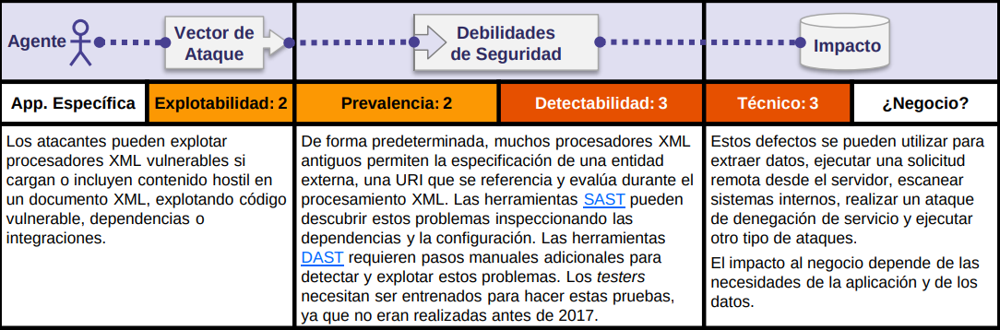 Agente
Vector de
Ataque
Debilidades
de Seguridad
Impacto
App. Específica
Explotabilidad: 2
Prevalencia: 2
Detectabilidad: 3
Técnico: 3
¿Negocio?
Los atacantes pueden explotar
procesadores XML vulnerables si
cargan o incluyen contenido hostil en
un documento XML, explotando código
vulnerable, dependencias o
integraciones.
De forma predeterminada, muchos procesadores XML
antiguos permiten la especificación de una entidad
externa, una URI que se referencia y evalúa durante el
procesamiento XML. Las herramientas SAST pueden
descubrir estos problemas inspeccionando las
dependencias y la configuración. Las herramientas
DAST requieren pasos manuales adicionales para
detectar y explotar estos problemas. Los testers
necesitan ser entrenados para hacer estas pruebas,
ya que no eran realizadas antes de 2017.
Estos defectos se pueden utilizar para
extraer datos, ejecutar una solicitud
remota desde el servidor, escanear
sistemas internos, realizar un ataque
de denegación de servicio y ejecutar
otro tipo de ataques.
El impacto al negocio depende de las
necesidades de la aplicación y de los
datos.